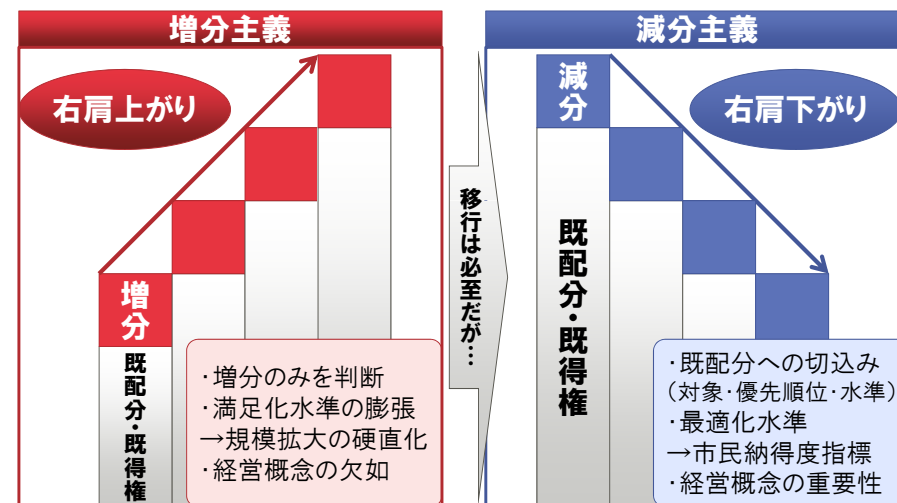 増分主義
右肩上がり
増分
既配分・既得権
・増分のみを判断
・満足化水準の膨張
→規模拡大の硬直化
・経営概念の欠如
移行は必至だが…
減分主義
減分
右肩下がり
既配分・既得権
・既配分への切込み
（対象・優先順位・水準）
・最適化水準
→市民納得度指標
・経営概念の重要性